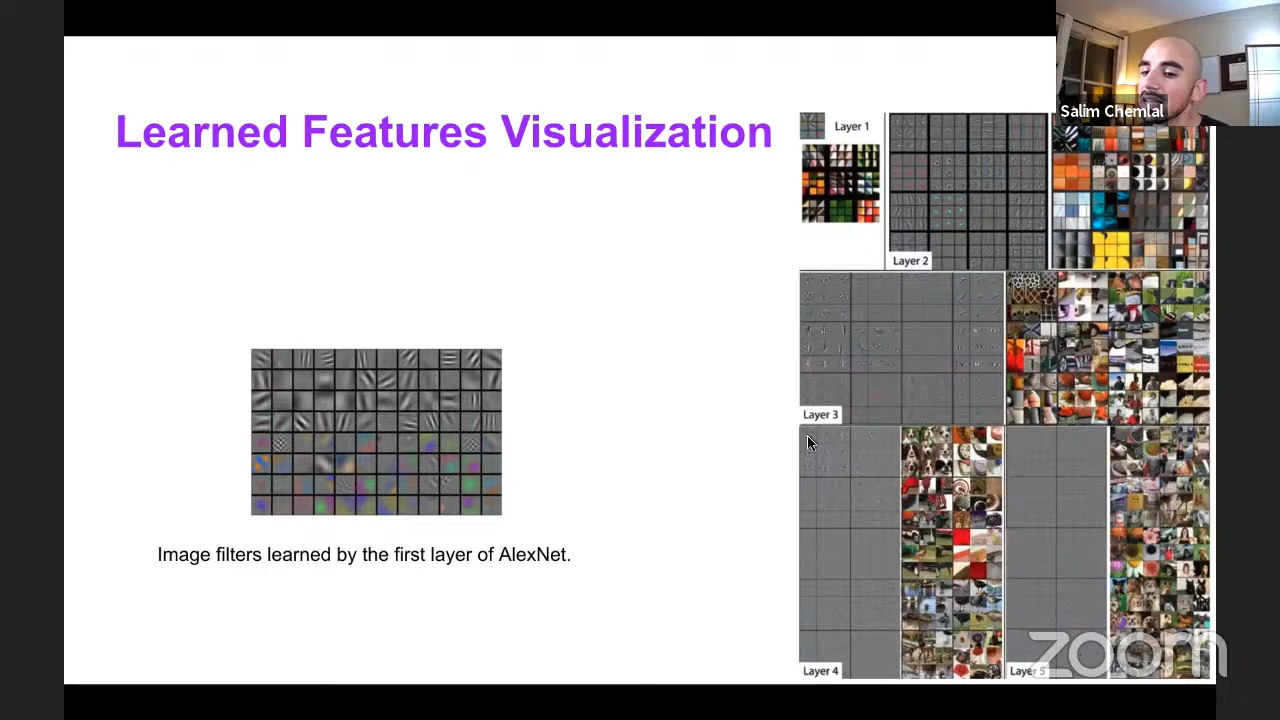 Salim Chemlal
Learned Features Visualization
Layer 1
Layer 2
Layer 3
Image filters learned by the first layer of AlexNet.
Layer 4
Layer 5
zoom